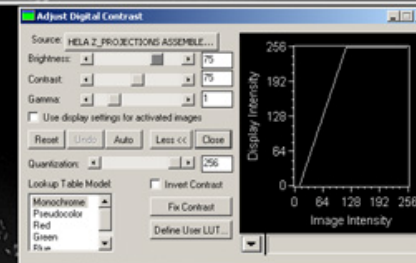 Adjust Digital Contrast
Source: HELA Z_PROJECTIONS ASSEMBLE...
Brightness: 75
Contrast: 75
Gamma: 1
Use display settings for activated images
Reset Undo Auto Less << Close
Quantization: 256
Lookup Table Model:
Invert Contrast
Monochrome
Pseudocolor
Red
Green
Blue
Fix Contrast
Define User LUT...
Display Intensity
256
192
128
64
0
0 64 128 192 256
Image Intensity